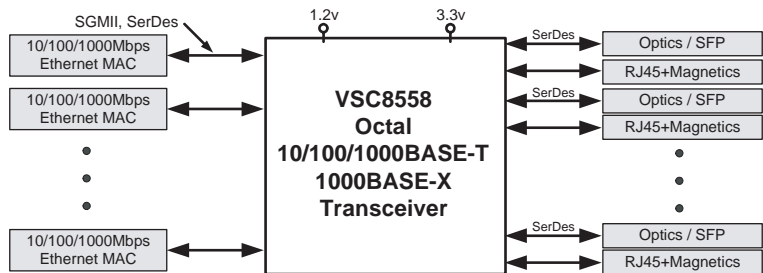 SGMII, SerDes
1.2v
3.3v
10/100/1000Mbps
Ethernet MAC
10/100/1000Mbps
Ethernet MAC
10/100/1000Mbps
Ethernet MAC
VSC8558
Octal
10/100/1000BASE-T
1000BASE-X
Transceiver
SerDes
Optics / SFP
RJ45+Magnetics
SerDes
Optics / SFP
RJ45+Magnetics
SerDes
Optics / SFP
RJ45+Magnetics